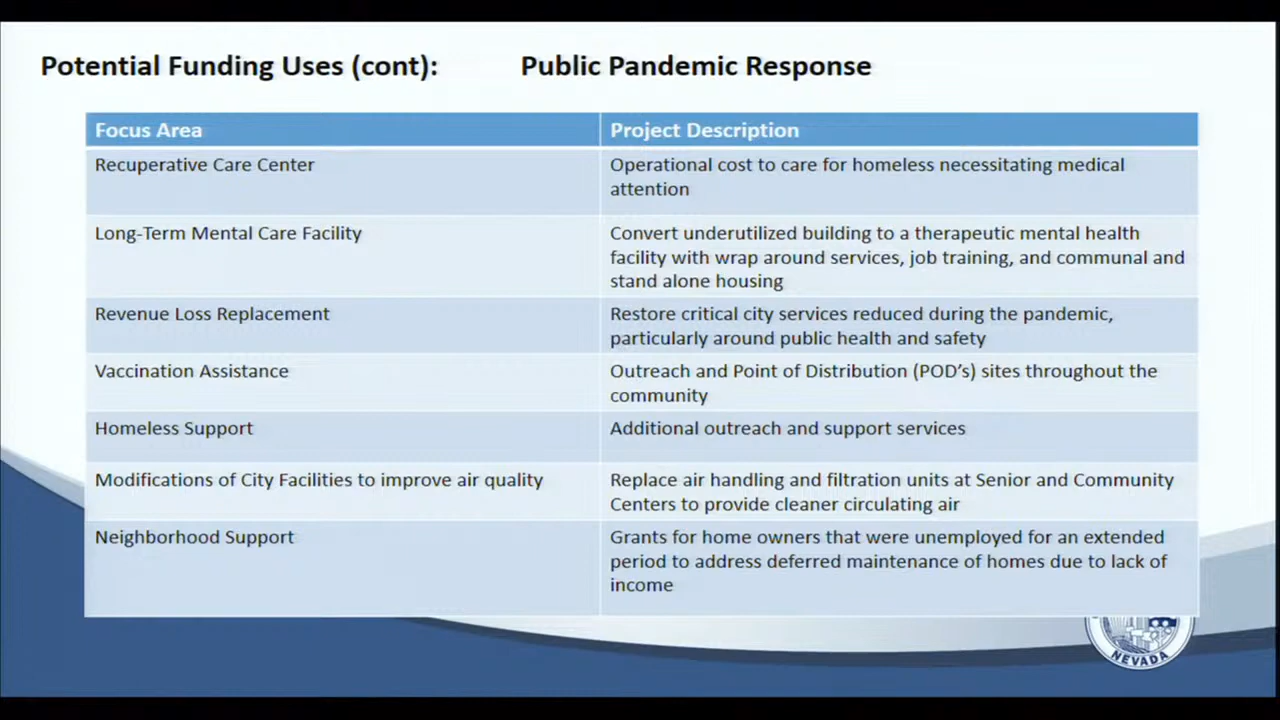 Potential Funding Uses (cont): Public Pandemic Response
Focus Area
Project Description
Recuperative Care Center
Operational cost to care for homeless necessitating medical
attention
Long-Term Mental Care Facility
Convert underutilized building to a therapeutic mental health
facility with wrap around services, job training, and communal and
stand alone housing
Revenue Loss Replacement
Restore critical city services reduced during the pandemic,
particularly around public health and safety
Vaccination Assistance
Outreach and Point of Distribution (POD's) sites throughout the
community
Homeless Support
Additional outreach and support services
Modifications of City Facilities to improve air quality
Replace air handling and filtration units at Senior and Community
Centers to provide cleaner circulating air
Neighborhood Support
Grants for home owners that were unemployed for an extended
period to address deferred maintenance of homes due to lack of
income
NEVADA